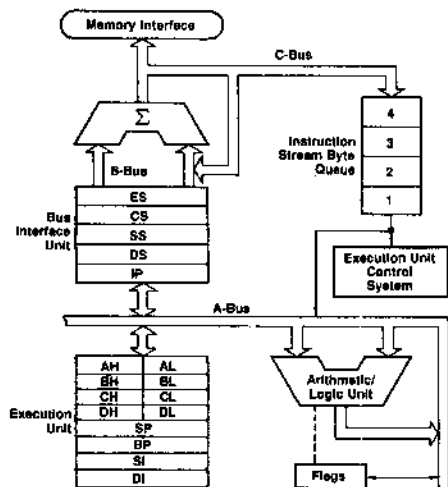 Memory Interface
C-Bus
Σ
B-Bus
4
3
2
1
Instruction
Stream Byte
Queue
ES
CS
SS
DS
IP
Bus
Interface
Unit
Execution Unit
Control
System
A-Bus
AH AL
BH BL
CH CL
DH DL
SP
BP
SI
DI
Execution
Unit
Arithmetic/
Logic Unit
Flags